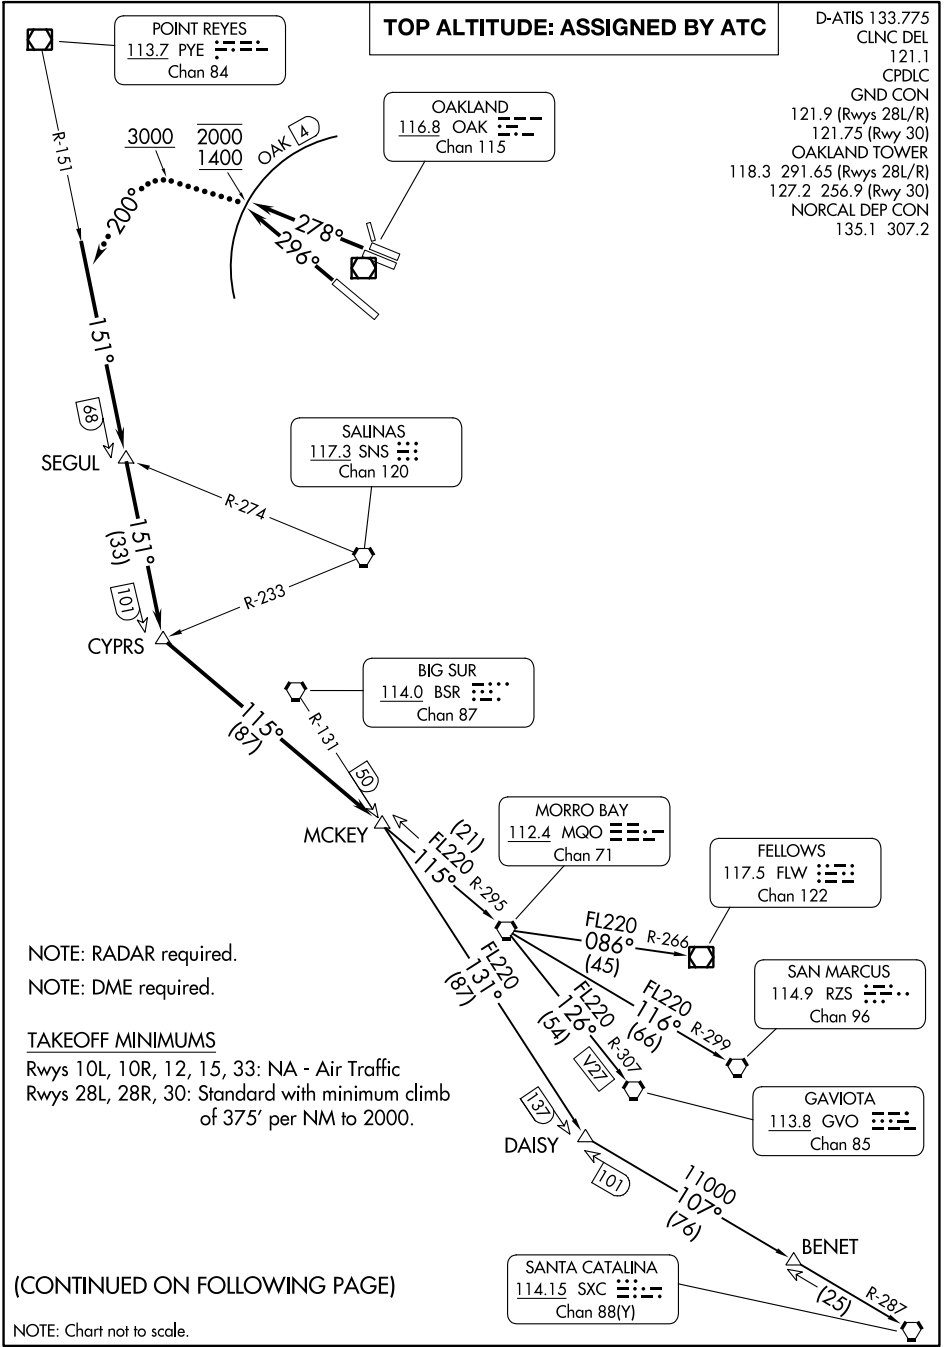 TOP ALTITUDE: ASSIGNED BY ATC
D-ATIS 133.775
CLNC DEL
121.1
CPDLC
GND CON
121.9 (Rwys 28L/R)
121.75 (Rwy 30)
OAKLAND TOWER
118.3 291.65 (Rwys 28L/R)
127.2 256.9 (Rwy 30)
NORCAL DEP CON
135.1 307.2
POINT REYES
113.7 PYE
Chan 84
R-151
OAKLAND
116.8 OAK
Chan 115
3000
2000
1400
OAK 4
200°
278°
296°
151°
68
SEGUL
SALINAS
117.3 SNS
Chan 120
R-274
151°
(33)
R-233
101
CYPRS
BIG SUR
114.0 BSR
Chan 87
115°
(87)
R-131
50
MCKEY
MORRO BAY
112.4 MQO
Chan 71
(21)
FL220
115°
R-295
FELLOWS
117.5 FLW
Chan 122
FL220
086°
(45)
R-266
SAN MARCUS
114.9 RZS
Chan 96
FL220
116°
(66)
R-299
FL220
131°
(87)
FL220
126°
(54)
R-307
V27
GAVIOTA
113.8 GVO
Chan 85
NOTE: RADAR required.
NOTE: DME required.
TAKEOFF MINIMUMS
Rwys 10L, 10R, 12, 15, 33: NA - Air Traffic
Rwys 28L, 28R, 30: Standard with minimum climb
of 375' per NM to 2000.
137
DAISY
101
11000
107°
(76)
BENET
SANTA CATALINA
114.15 SXC
Chan 88(Y)
(25)
R-287
(CONTINUED ON FOLLOWING PAGE)
NOTE: Chart not to scale.